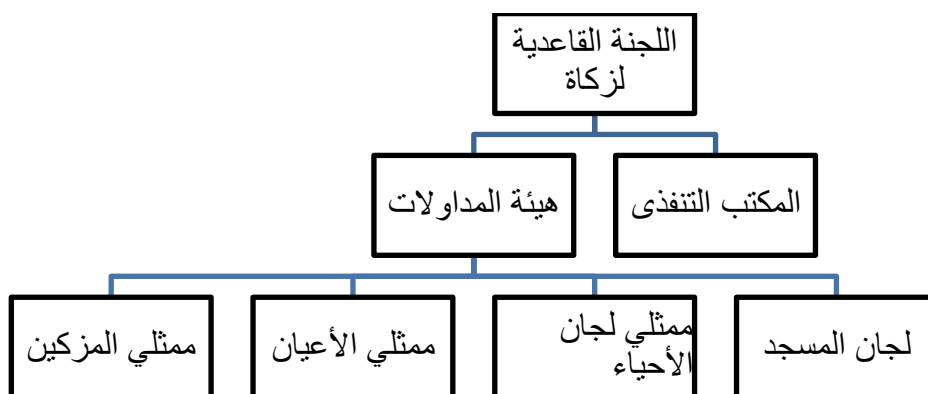 اللجنة القاعدية
لزكاة
المكتب التنفذى
هيئة المداولات
لجان المسجد
ممثلي لجان
الأحياء
ممثلي الأعيان
ممثلي المزكين